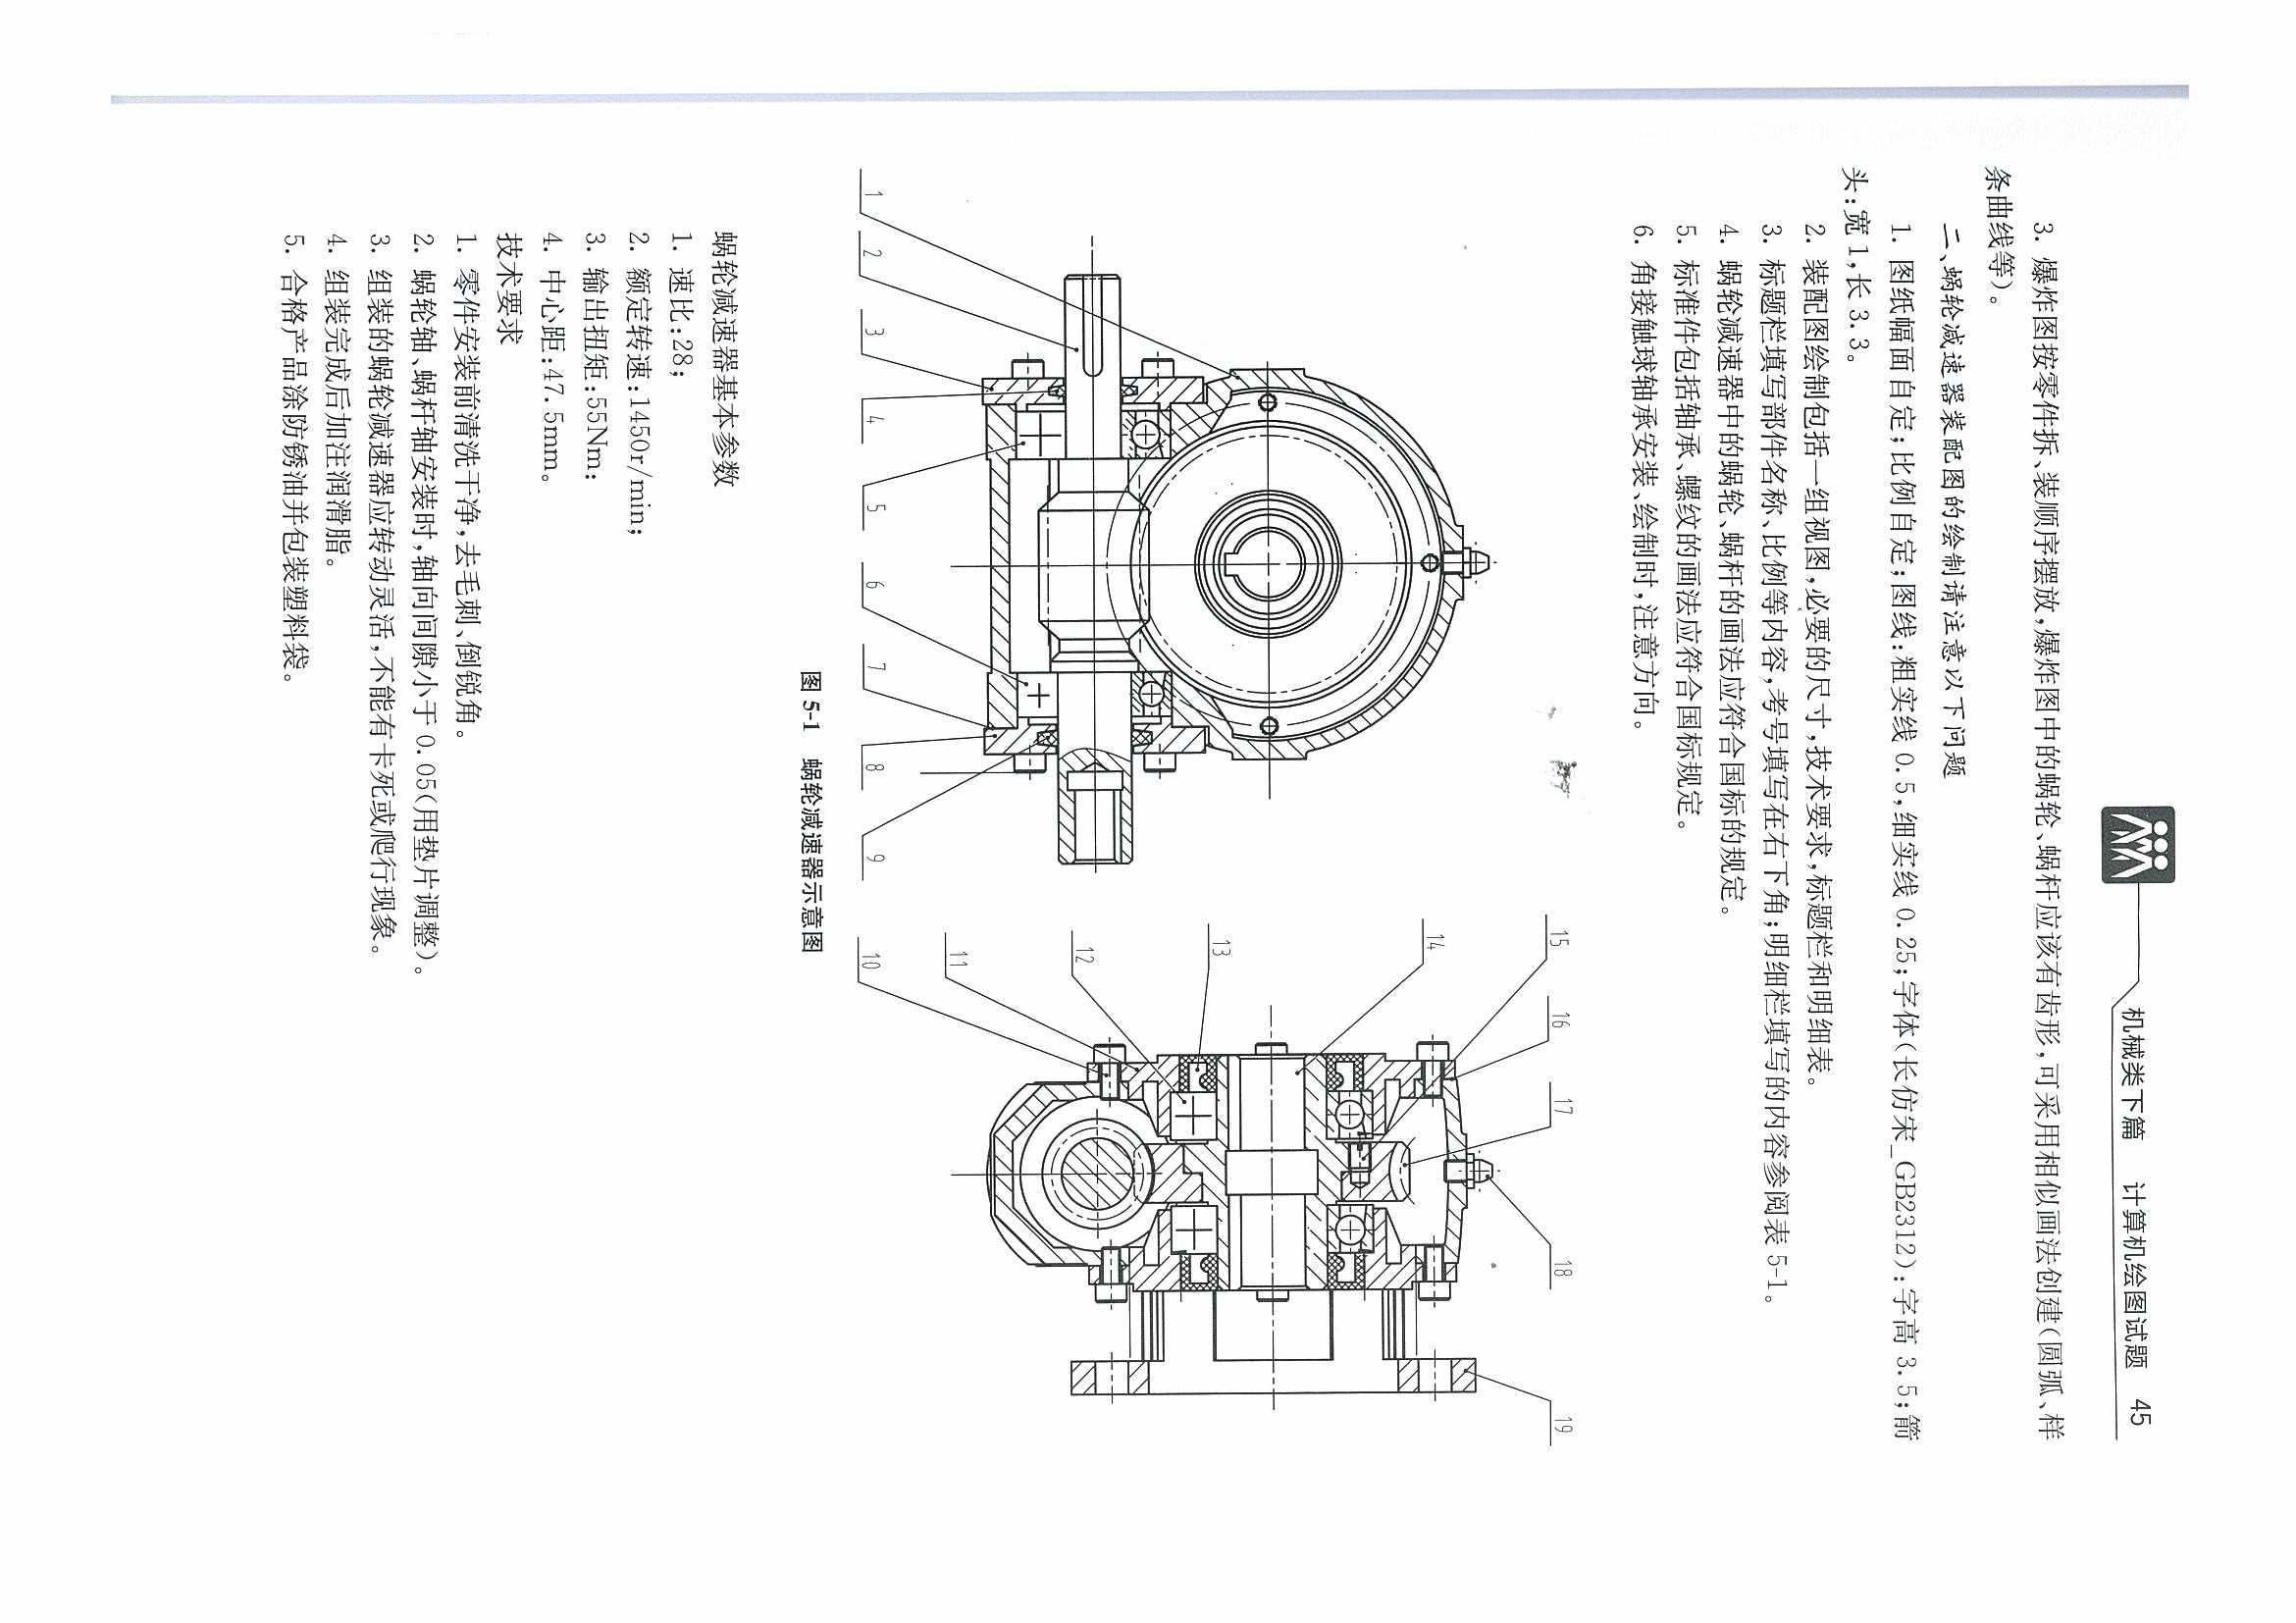 机械类下篇 计算机绘图试题 45
3. 爆炸图按零件拆、装顺序摆放,爆炸图中的蜗轮、蜗杆应该有齿形,可采用相似画法创建(圆弧、样
条曲线等)。
二、蜗轮减速器装配图的绘制请注意以下问题
1. 图纸幅面自定;比例自定;图线:粗实线0.5,细实线0.25;字体(长仿宋_GB2312):字高3.5;箭
头:宽1,长3.3。
2. 装配图绘制包括一组视图,必要的尺寸,技术要求,标题栏和明细表。
3. 标题栏填写部件名称、比例等内容,考号填写在右下角;明细栏填写的内容参阅表5-1。
4. 蜗轮减速器中的蜗轮、蜗杆的画法应符合国标的规定。
5. 标准件包括轴承、螺纹的画法应符合国标规定。
6. 角接触球轴承安装、绘制时,注意方向。
15
16
17
18
19
14
13
12
11
10
1
2
3
4
5
6
7
8
9
图5-1 蜗轮减速器示意图
蜗轮减速器基本参数
1. 速比:28;
2. 额定转速:1450r/min;
3. 输出扭矩:55Nm:
4. 中心距:47.5mm。
技术要求
1. 零件安装前清洗干净,去毛刺、倒锐角。
2. 蜗轮轴、蜗杆轴安装时,轴向间隙小于0.05(用垫片调整)。
3. 组装的蜗轮减速器应转动灵活,不能有卡死或爬行现象。
4. 组装完成后加注润滑脂。
5. 合格产品除防锈油并包装塑料袋。